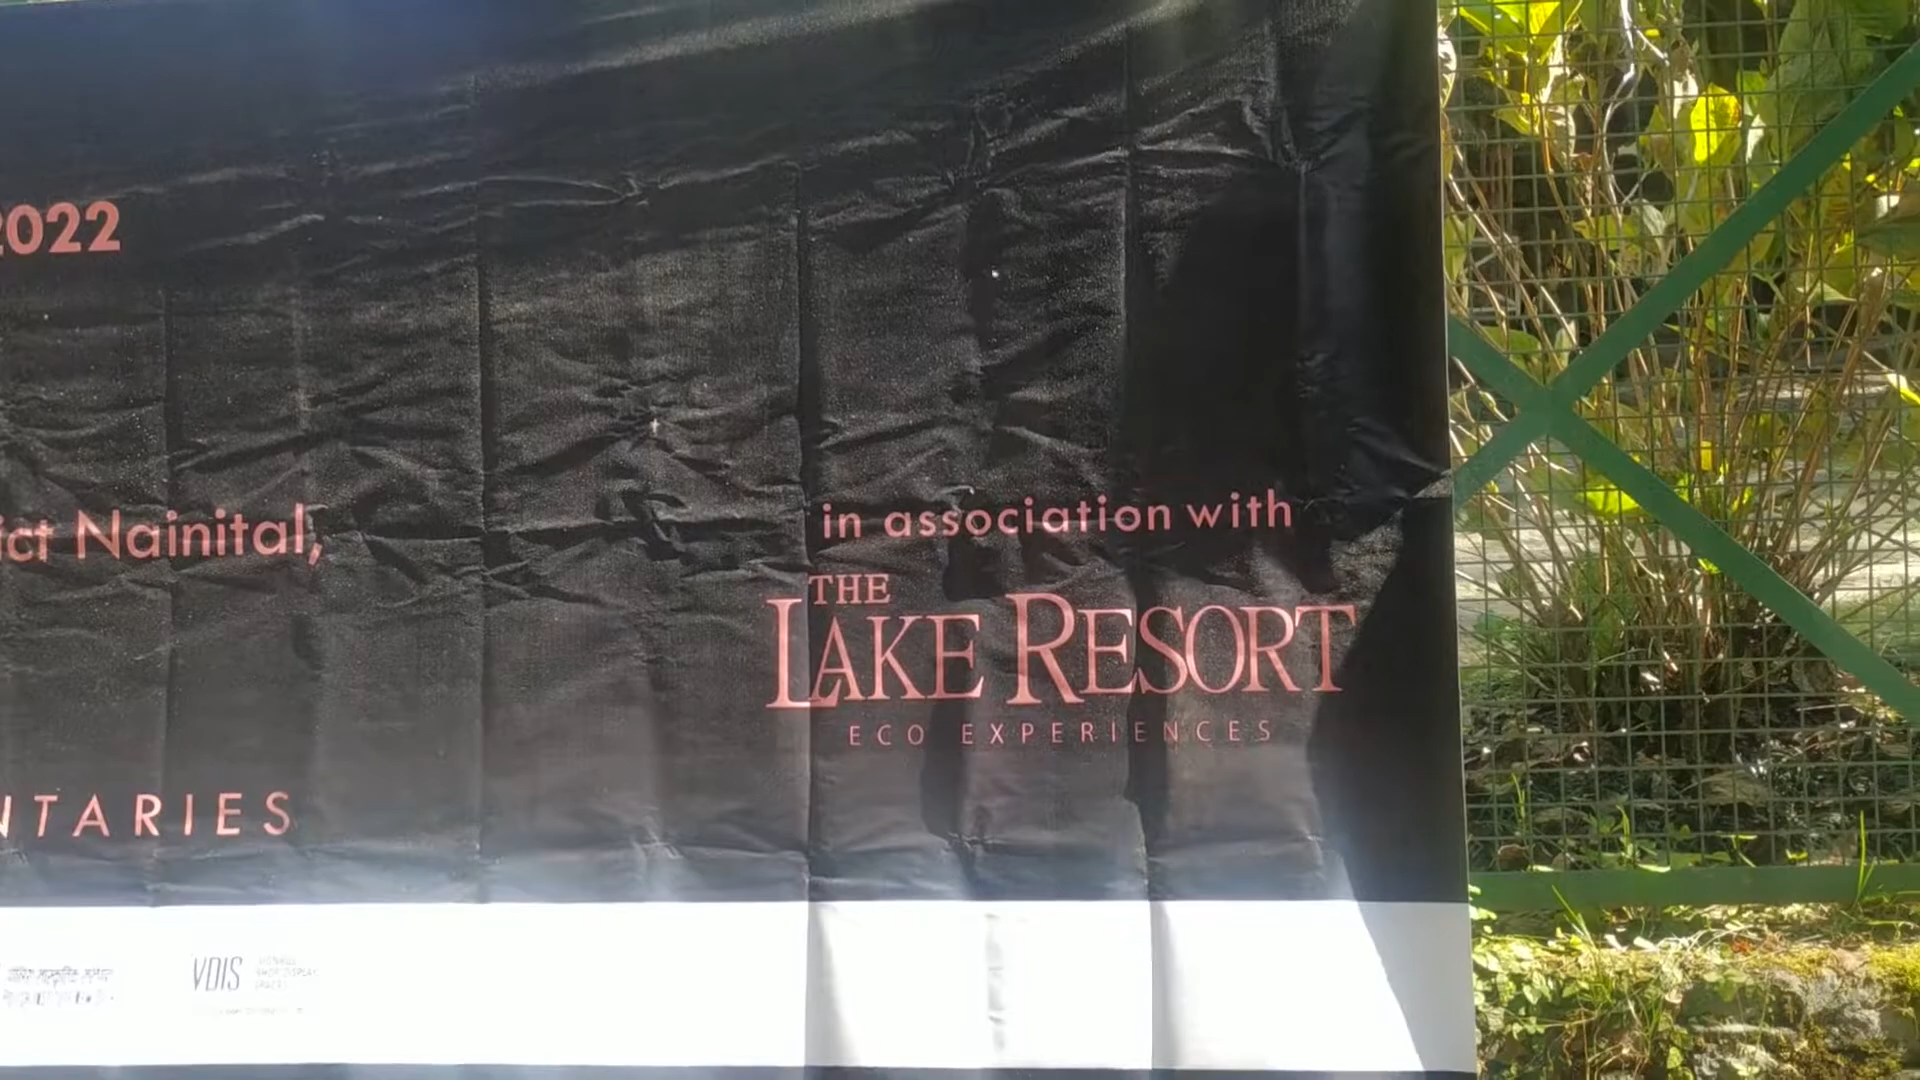 2022
ict Nainital,
in association with
THE
LAKE RESORT
ECO EXPERIENCES
NTARIES
VDIS